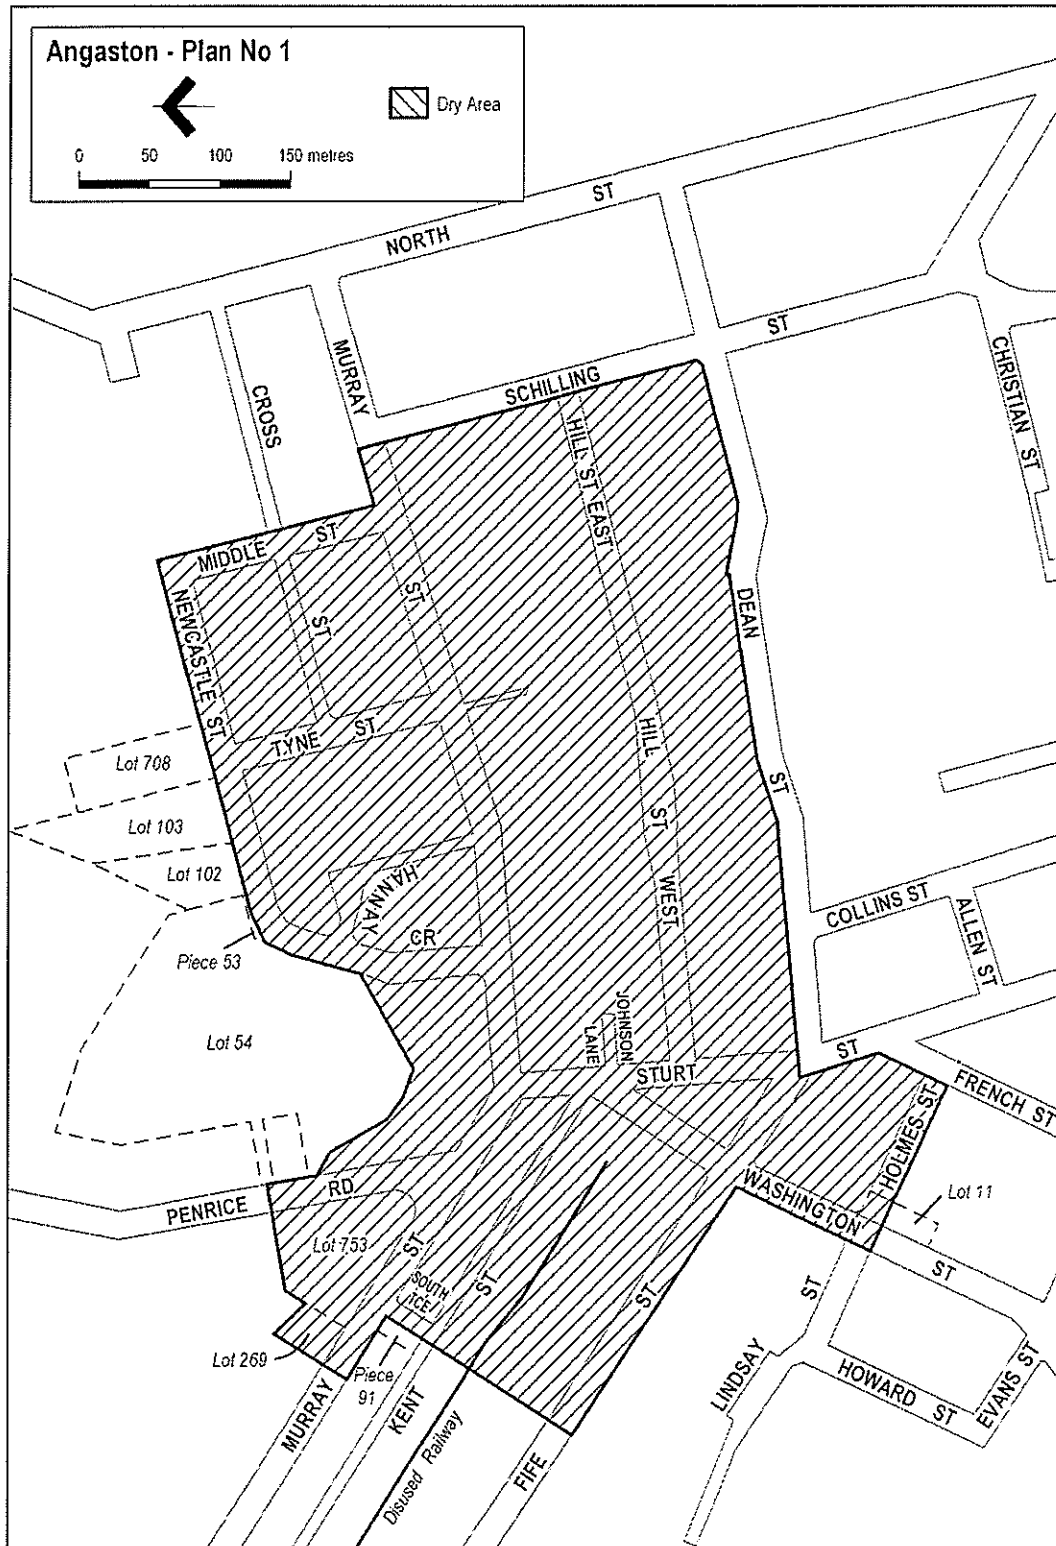 Angaston - Plan No 1
Dry Area
0 50 100 150 metres
NORTH ST
CROSS ST
MURRAY ST
SCHILLING ST
CHRISTIAN ST
HILL ST EAST
MIDDLE ST
NEWCASTLE ST
DEAN ST
TYNE ST
Lot 708
HILL ST WEST
Lot 103
Lot 102
HANNAY CR
COLLINS ST
ALLEN ST
Piece 53
Lot 54
JOHNSON
LANE
STURT ST
FRENCH ST
HOLMES ST
PENRICE RD
WASHINGTON ST
Lot 11
Lot 753
SOUTH
TCE
Lot 269
Piece
91
MURRAY ST
KENT ST
Disused Railway
FIFE ST
LINDSAY ST
HOWARD ST
EVANS ST